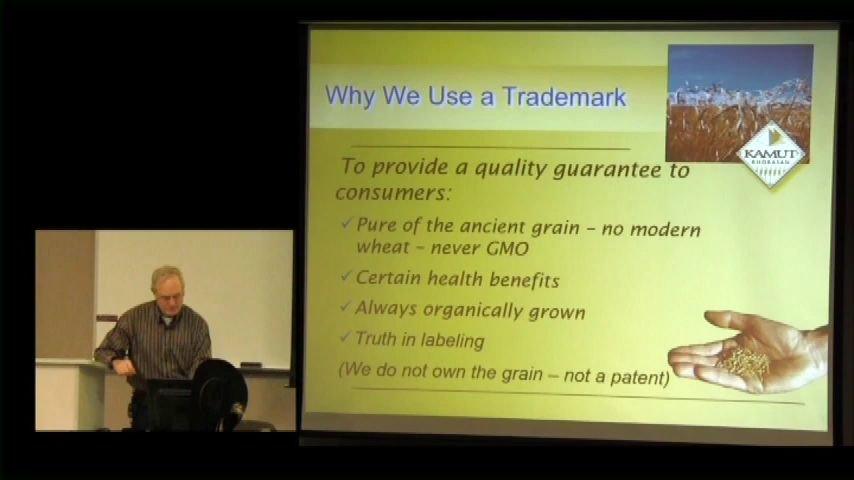 Why We Use a Trademark
KAMUT
KHORASAN
To provide a quality guarantee to
consumers:
✓Pure of the ancient grain – no modern
wheat – never GMO
✓Certain health benefits
✓Always organically grown
✓Truth in labeling
(We do not own the grain – not a patent)